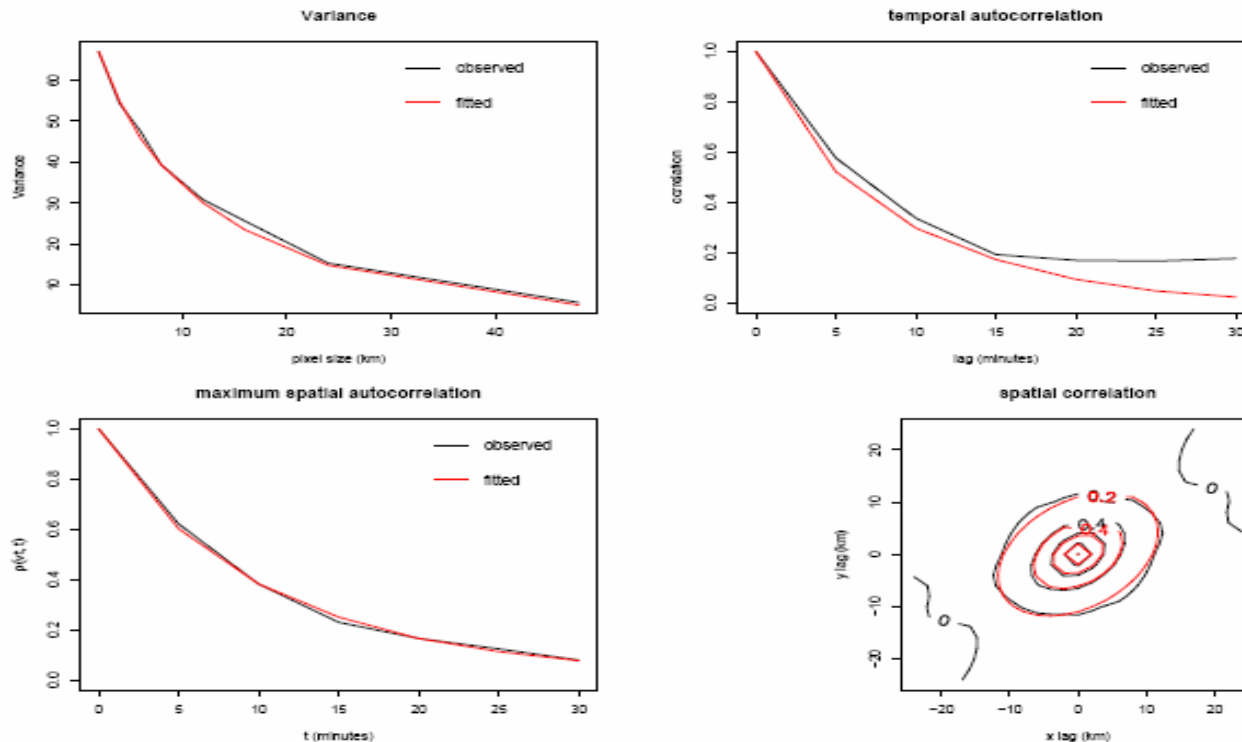 Variance
observed
fitted
Variance
60
50
40
30
20
10
10 20 30 40
pixel size (km)
temporal autocorrelation
observed
fitted
correlation
1.0
0.8
0.6
0.4
0.2
0.0
0 5 10 15 20 25 30
lag (minutes)
maximum spatial autocorrelation
observed
fitted
ρ(vt, t)
1.0
0.8
0.6
0.4
0.2
0.0
0 5 10 15 20 25 30
t (minutes)
spatial correlation
y lag (km)
20
10
0
-10
-20
0.2
0.4
0
0
-20 -10 0 10 20
x lag (km)